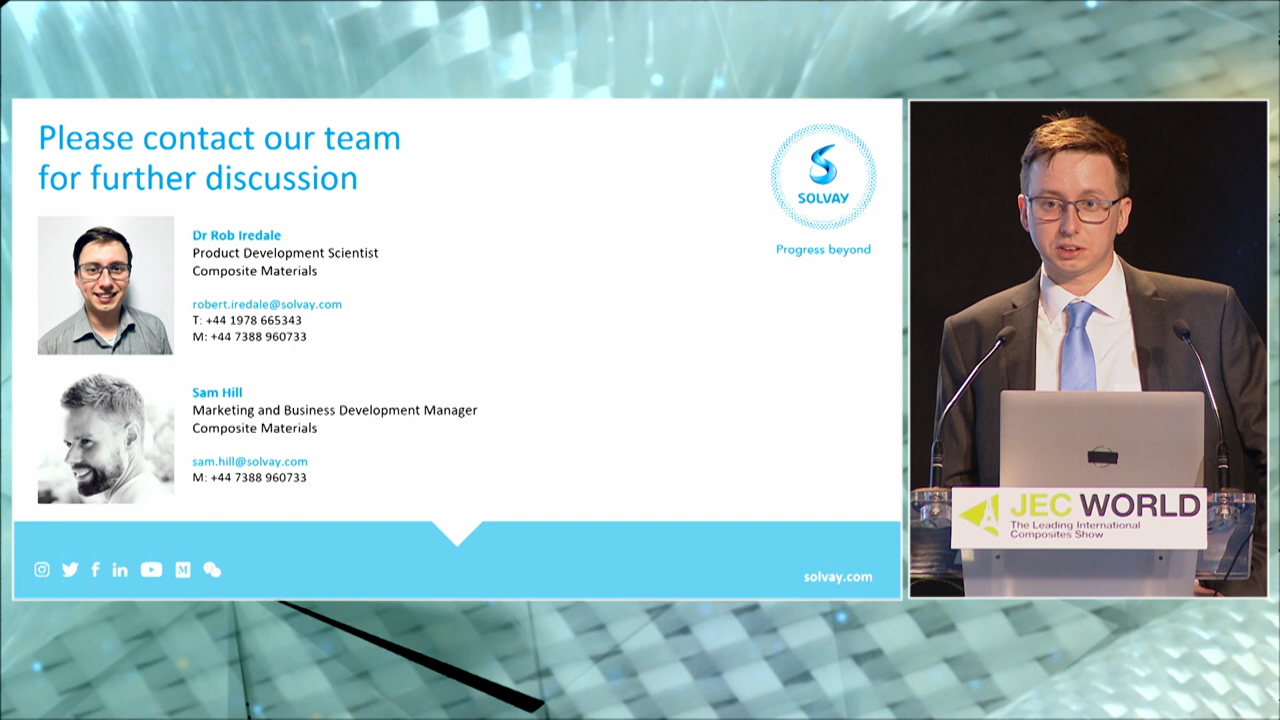 Please contact our team
for further discussion
SOLVAY
Progress beyond
Dr Rob Iredale
Product Development Scientist
Composite Materials
robert.iredale@solvay.com
T: +44 1978 665343
M: +44 7388 960733
Sam Hill
Marketing and Business Development Manager
Composite Materials
sam.hill@solvay.com
M: +44 7388 960733
solvay.com
JEC WORLD
The Leading International
Composites Show